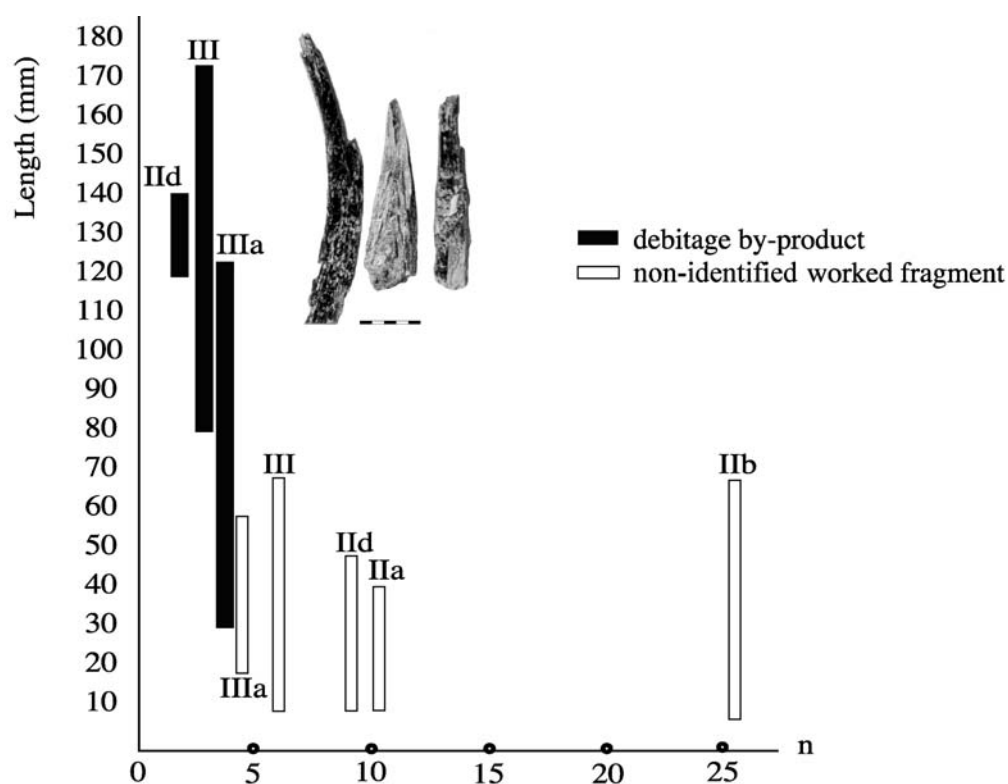 Length (mm)
180
170
160
150
140
130
120
110
100
90
80
70
60
50
40
30
20
10
III
IId
IIIa
debitage by-product
non-identified worked fragment
III
IIb
IId
IIa
IIIa
n
0 5 10 15 20 25